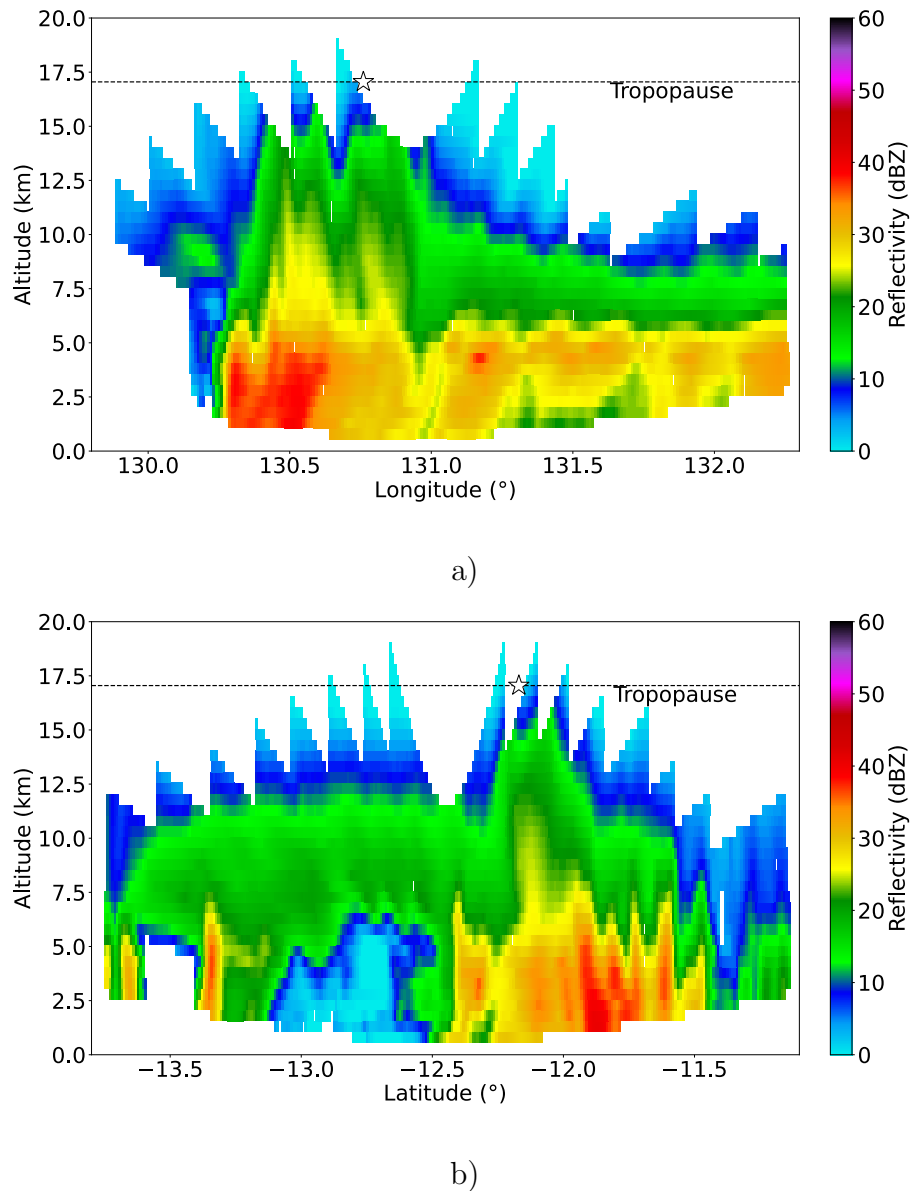 20.0
17.5
15.0
12.5
10.0
7.5
5.0
2.5
0.0
Altitude (km)
Tropopause
130.0 130.5 131.0 131.5 132.0
Longitude (°)
60
50
40
30
20
10
0
Reflectivity (dBZ)
a)
20.0
17.5
15.0
12.5
10.0
7.5
5.0
2.5
0.0
Altitude (km)
Tropopause
−13.5 −13.0 −12.5 −12.0 −11.5
Latitude (°)
60
50
40
30
20
10
0
Reflectivity (dBZ)
b)